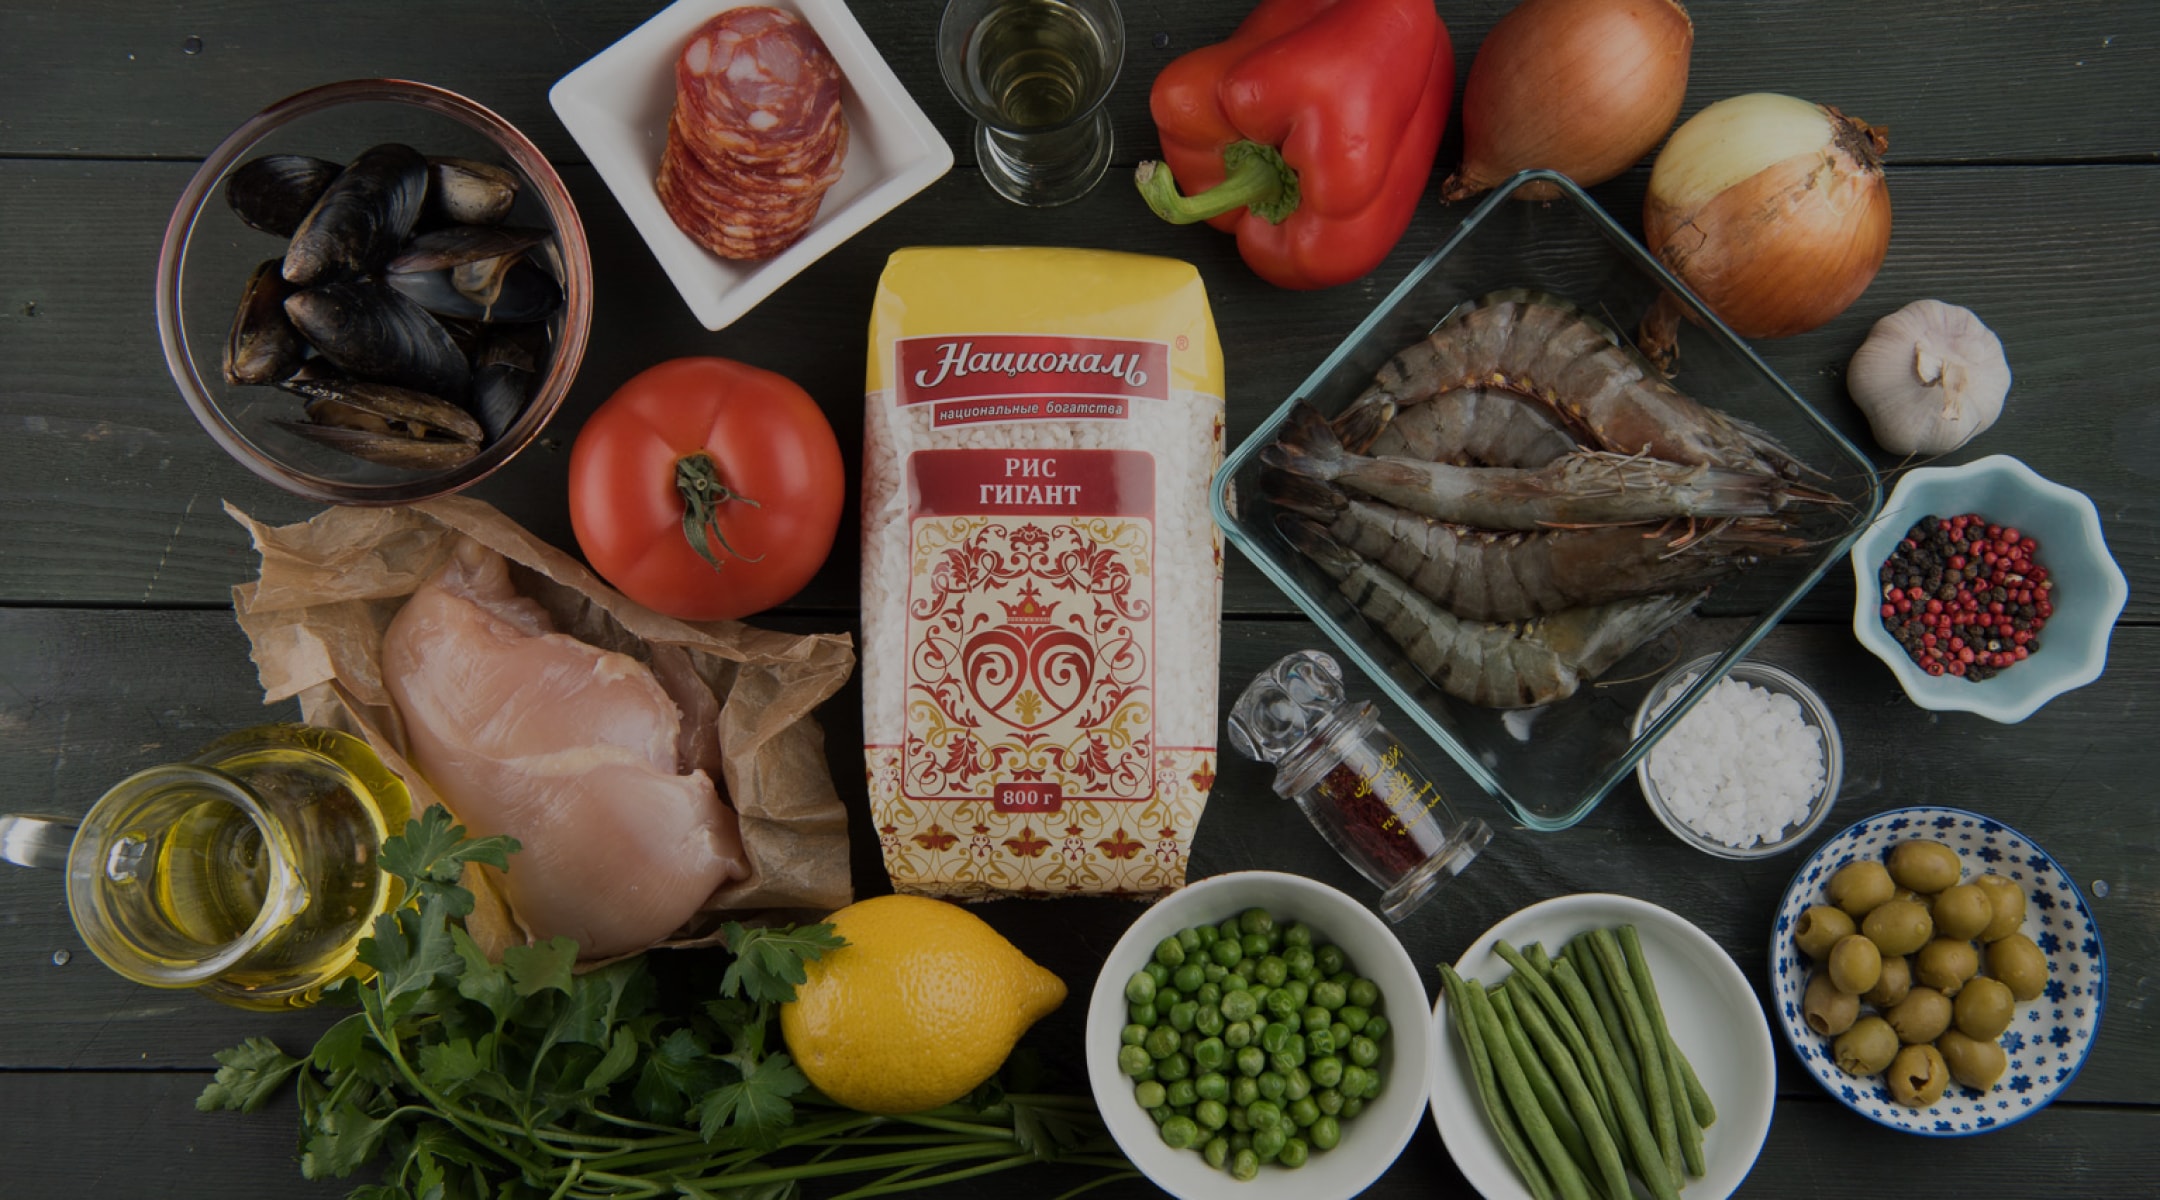 Националь®
национальные богатства
РИС
ГИГАНТ
800 г